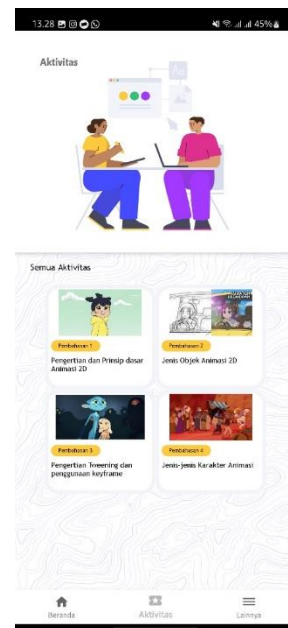 13.28
45%
Aktivitas
Semua Aktivitas
Pembahasan 1
Pengertian dan Prinsip dasar
Animasi 2D
Pembahasan 2
Jenis Objek Animasi 2D
Pembahasan 3
Pengertian Tweening dan
penggunaan keyframe
Pembahasan 4
Jenis-jenis Karakter Animasi
Beranda
Aktivitas
Lainnya